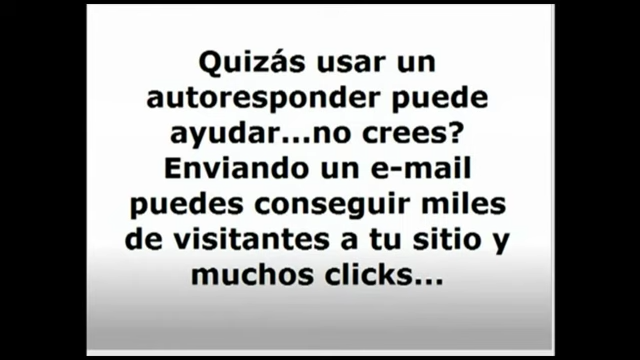 Quizás usar un
autoresponder puede
ayudar...no crees?
Enviando un e-mail
puedes conseguir miles
de visitantes a tu sitio y
muchos clicks...